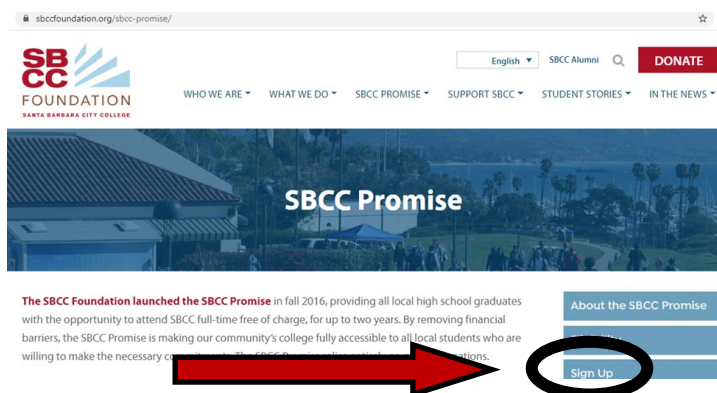 sbccfoundation.org/sbcc-promise/
SB
CC
FOUNDATION
SANTA BARBARA CITY COLLEGE
English SBCC Alumni DONATE
WHO WE ARE WHAT WE DO SBCC PROMISE SUPPORT SBCC STUDENT STORIES IN THE NEWS
SBCC Promise
The SBCC Foundation launched the SBCC Promise in fall 2016, providing all local high school graduates
with the opportunity to attend SBCC full-time free of charge, for up to two years. By removing financial
barriers, the SBCC Promise is making our community's college fully accessible to all local students who are
willing to make the necessary
About the SBCC Promise
Sign Up